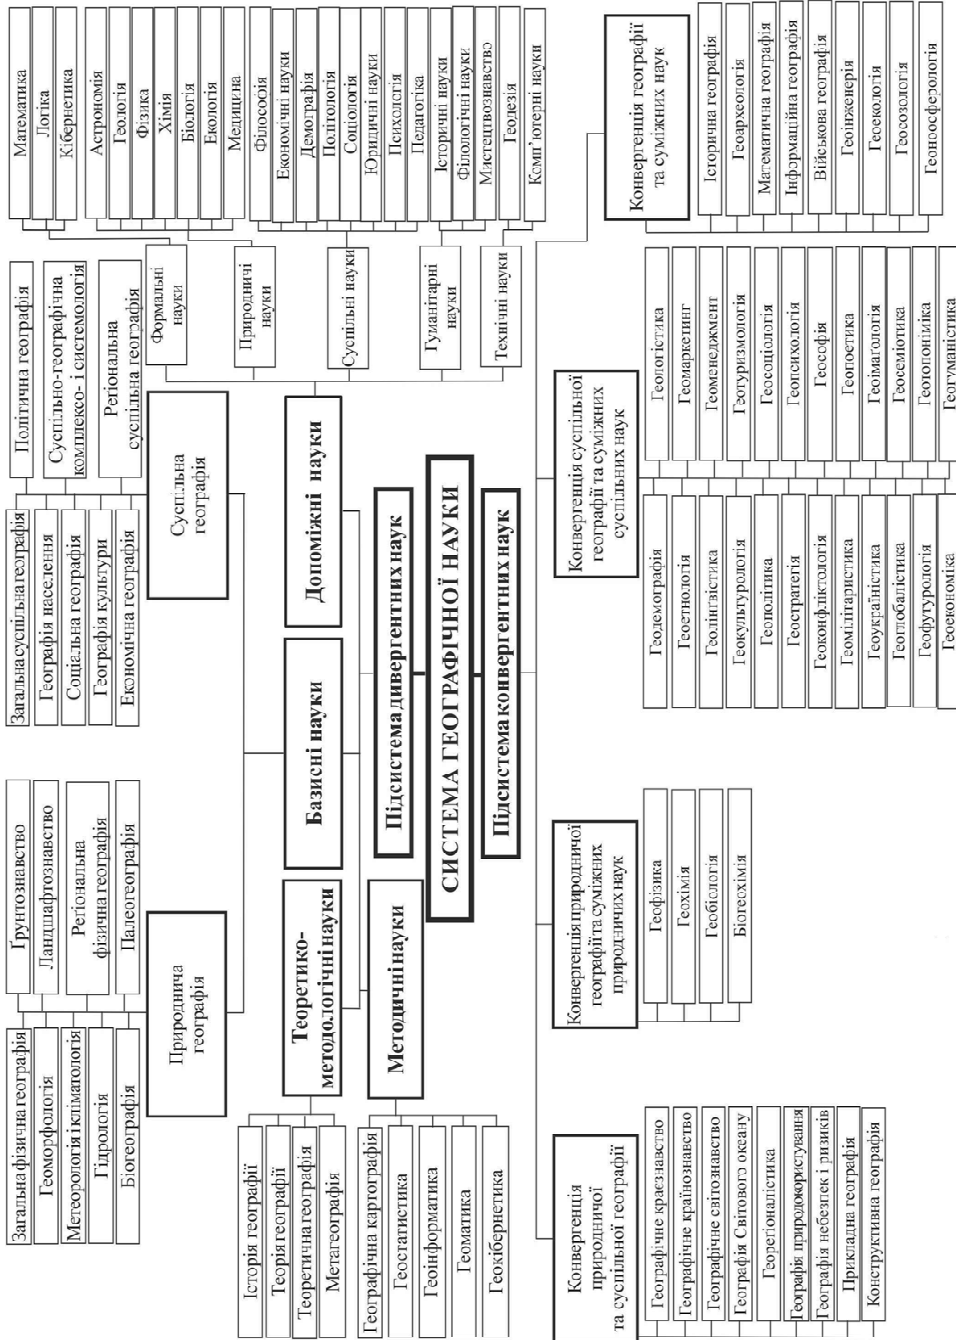 Загальна фізична географія
Геоморфологія
Метеорологія і кліматологія
Гідрологія
Біогеографія
Ґрунтознавство
Ландшафтознавство
Регіональна
фізична географія
Палеогеографія
Природнича
географія
Загальна суспільна географія
Географія населення
Соціальна географія
Географія культури
Економічна географія
Політична географія
Суспільно-географічна
комплексо- і системологія
Регіональна
суспільна географія
Суспільна
географія
Математика
Логіка
Кібернетика
Астрономія
Геологія
Фізика
Хімія
Біологія
Екологія
Медицина
Філософія
Економічні науки
Демографія
Політологія
Соціологія
Юридичні науки
Психологія
Педагогіка
Історичні науки
Філологічні науки
Мистецтвознавство
Геодезія
Комп’ютерні науки
Формальні
науки
Природничі
науки
Суспільні науки
Гуманітарні
науки
Технічні науки
Історія географії
Теорія географії
Теоретична географія
Метагеографія
Теоретико-
методологічні науки
Базисні науки
Допоміжні науки
Географічна картографія
Геостатистика
Геоінформатика
Геоматика
Геокібернетика
Методичні науки
Підсистема дивергентних наук
СИСТЕМА ГЕОГРАФІЧНОЇ НАУКИ
Підсистема конвергентних наук
Конвергенція
природничої
та суспільної географії
Географічне краєзнавство
Географічне країнознавство
Географічне світознавство
Географія Світового океану
Геореґіоналістика
Географія природокористування
Географія небезпек і ризиків
Прикладна географія
Конструктивна географія
Конвергенція природничої
географії та суміжних
природничих наук
Геофізика
Геохімія
Геобіологія
Біогеохімія
Конвергенція суспільної
географії та суміжних
суспільних наук
Геодемографія
Геоетнологія
Геолінгвістика
Геокультурологія
Геополітика
Геостратегія
Геоконфліктологія
Геомілітаристика
Геоукраїністика
Геоглобалістика
Геофутурологія
Геоекономіка
Геологістика
Геомаркетинг
Геоменеджмент
Геотуризмологія
Геосоціологія
Геопсихологія
Геософія
Геопоетика
Геоімагологія
Геосеміотика
Геотопоніміка
Геогуманістика
Конвергенція географії
та суміжних наук
Історична географія
Геоархеологія
Математична географія
Інформаційна географія
Військова географія
Геоінженерія
Геоекологія
Геосозологія
Геоноосферологія